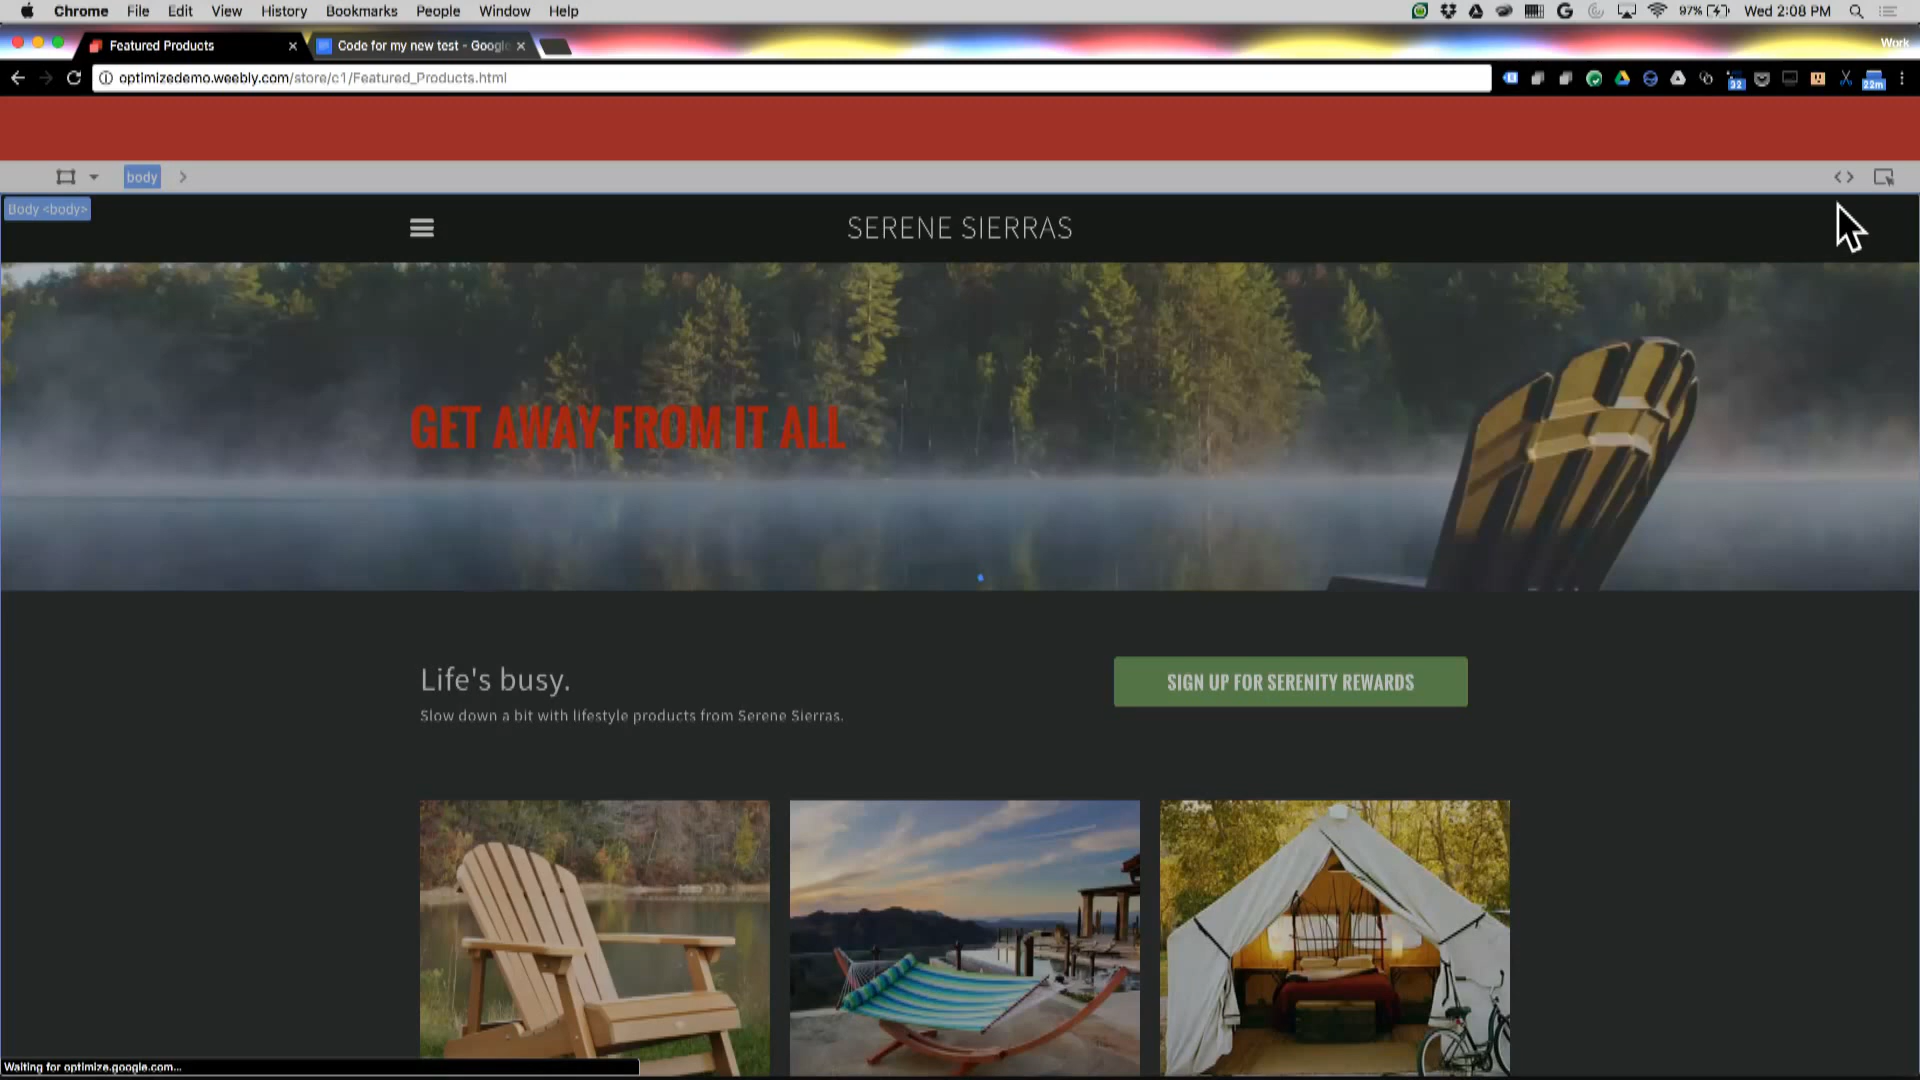 Chrome File Edit View History Bookmarks People Window Help 97% Wed 2:08 PM
Featured Products Code for my new test - Google Work
optimizedemo.weebly.com/store/c1/Featured_Products.html 32 22m
body
Body <body>
SERENE SIERRAS
GET AWAY FROM IT ALL
Life's busy.
SIGN UP FOR SERENITY REWARDS
Slow down a bit with lifestyle products from Serene Sierras.
Waiting for optimize.google.com...